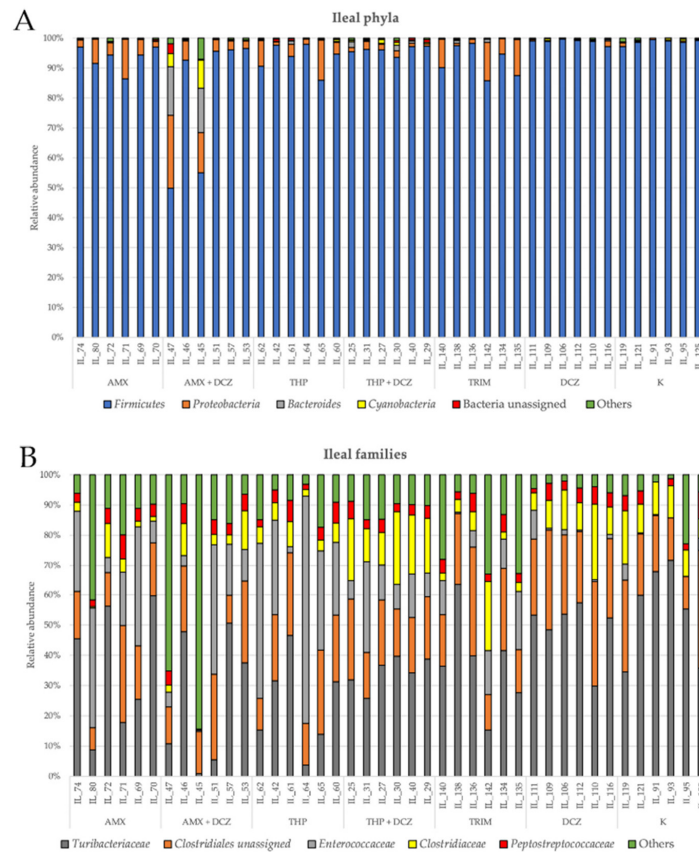 A
Ileal phyla
100%
90%
80%
70%
60%
50%
40%
30%
20%
10%
0%
Relative abundance
IL_74 IL_80 IL_72 IL_71 IL_69 IL_70 IL_47 IL_46 IL_45 IL_51 IL_57 IL_53 IL_62 IL_42 IL_61 IL_64 IL_65 IL_60 IL_25 IL_31 IL_27 IL_30 IL_40 IL_29 IL_140 IL_138 IL_136 IL_142 IL_134 IL_135 IL_111 IL_109 IL_106 IL_112 IL_110 IL_116 IL_119 IL_121 IL_91 IL_93 IL_95 IL_125
AMX AMX + DCZ THP THP + DCZ TRIM DCZ K
Firmicutes Proteobacteria Bacteroides Cyanobacteria Bacteria unassigned Others
B
Ileal families
100%
90%
80%
70%
60%
50%
40%
30%
20%
10%
0%
Relative abundance
IL_74 IL_80 IL_72 IL_71 IL_69 IL_70 IL_47 IL_46 IL_45 IL_51 IL_57 IL_53 IL_62 IL_42 IL_61 IL_64 IL_65 IL_60 IL_25 IL_31 IL_27 IL_30 IL_40 IL_29 IL_140 IL_138 IL_136 IL_142 IL_134 IL_135 IL_111 IL_109 IL_106 IL_112 IL_110 IL_116 IL_119 IL_121 IL_91 IL_93 IL_95
AMX AMX + DCZ THP THP + DCZ TRIM DCZ K
Turibacteriaceae Clostridiales unassigned Enterococcaceae Clostridiaceae Peptostreptococcaceae Others